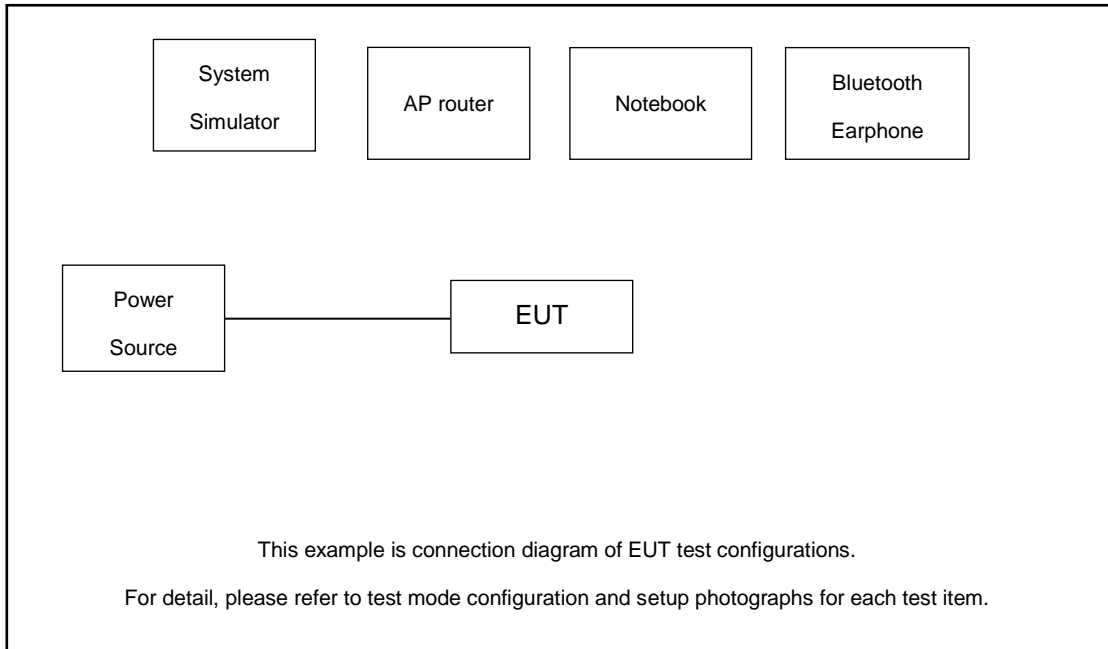 System
Simulator
AP router
Notebook
Bluetooth
Earphone
Power
Source
EUT
This example is connection diagram of EUT test configurations.
For detail, please refer to test mode configuration and setup photographs for each test item.